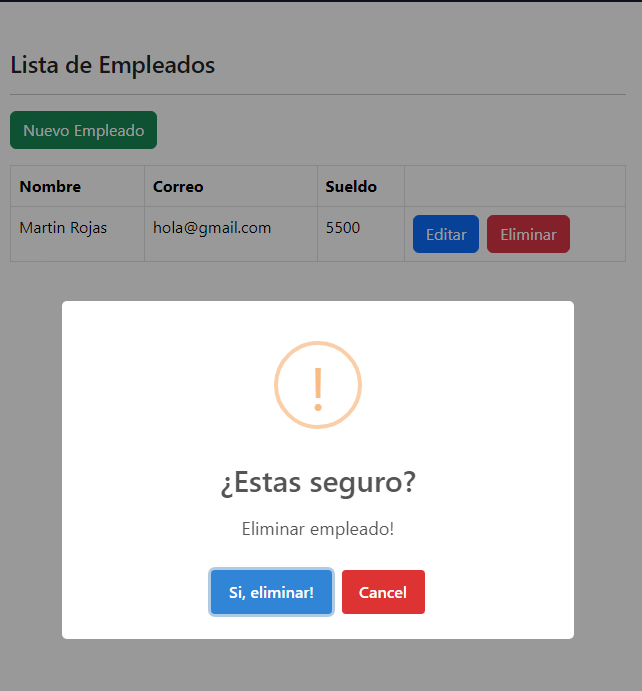 Lista de Empleados
Nuevo Empleado
Nombre Correo Sueldo
Martin Rojas hola@gmail.com 5500 Editar Eliminar
!
¿Estas seguro?
Eliminar empleado!
Si, eliminar! Cancel